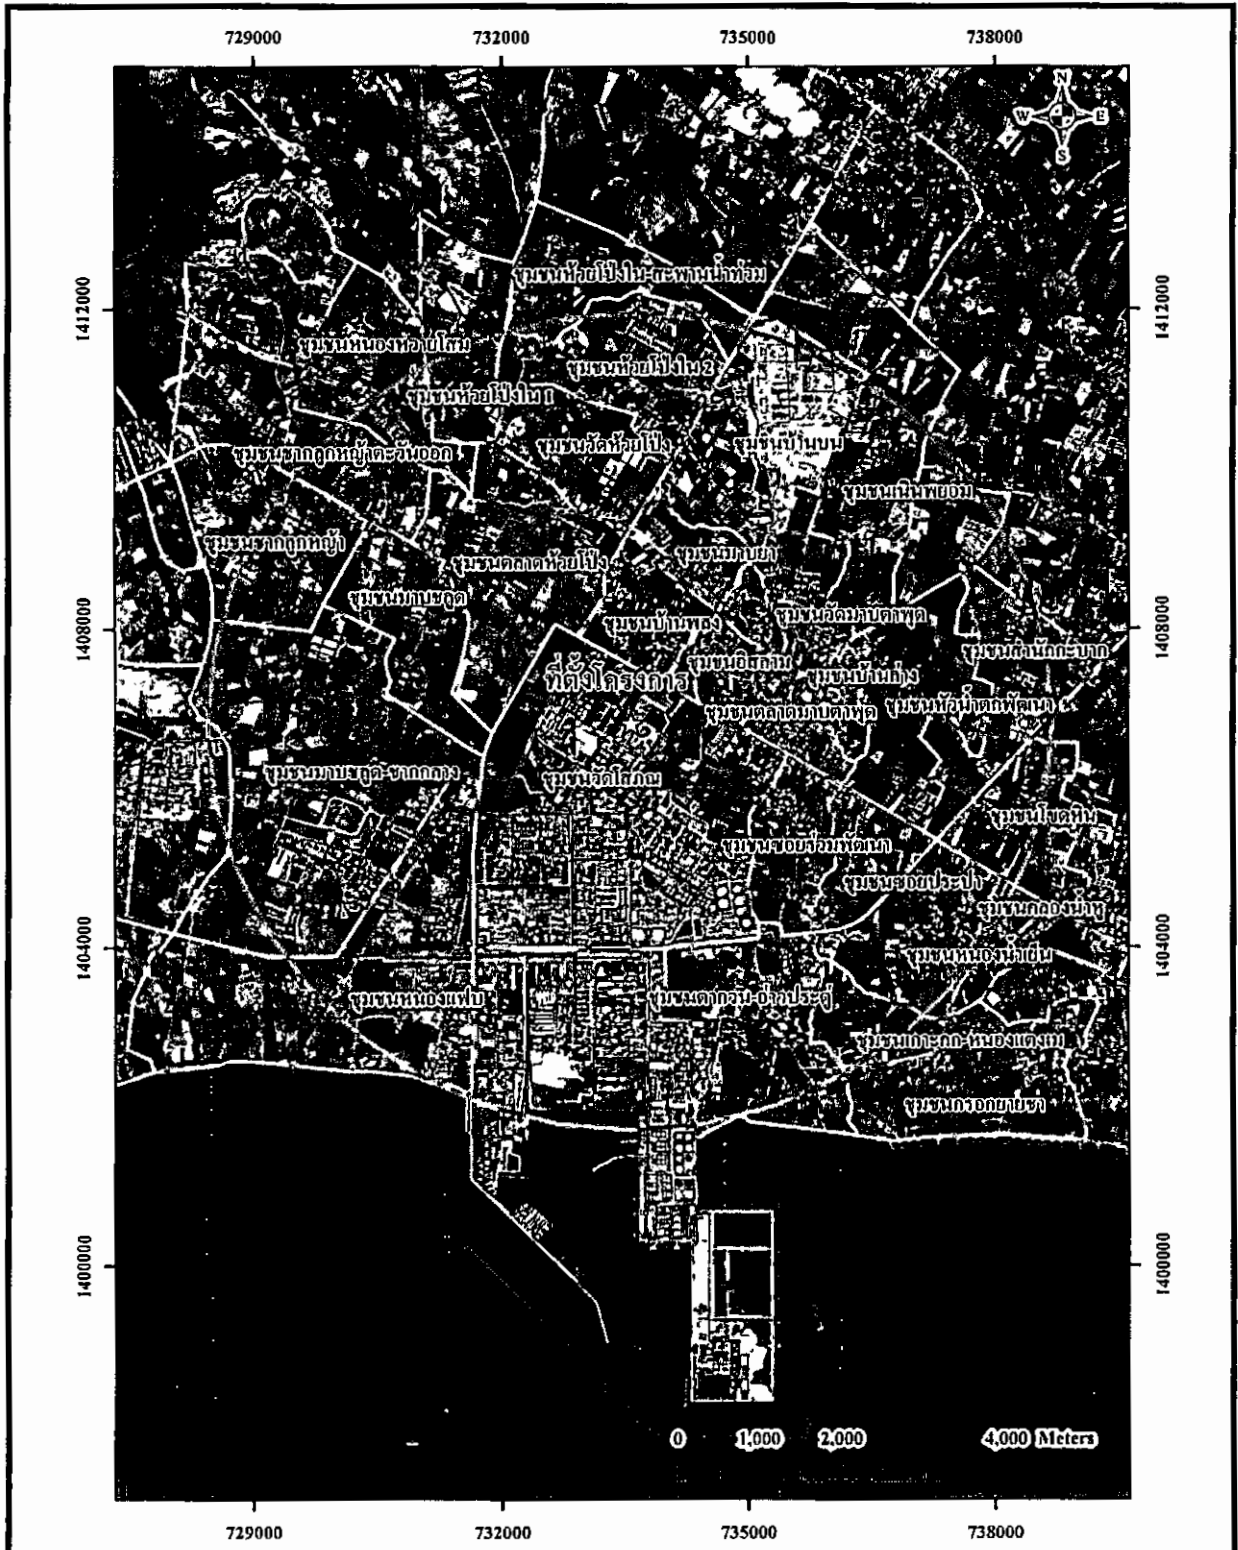 729000 732000 735000 738000
N
W E
S
1412000 1412000
ชุมชนห้วยโป่งใน-สะพานน้ำท่วม
ชุมชนหนองหวายโสม
ชุมชนห้วยโป่งใน 2
ชุมชนห้วยโป่งใน 1
ชุมชนวัดห้วยโป่ง
ชุมชนบ้านบน
ชุมชนชากลูกหญ้าตะวันออก
ชุมชนเนินพยอม
ชุมชนชากลูกหญ้า
ชุมชนมาบยา
ชุมชนตลาดห้วยโป่ง
ชุมชนมาบชลูด
ชุมชนวัดมาบตาพุด
ชุมชนบ้านพลง
1408000 1408000
ชุมชนสำนักกะบาก
ชุมชนอิสลาม
ที่ตั้งโครงการ
ชุมชนบ้านล่าง
ชุมชนหัวน้ำตกพัฒนา
ชุมชนตลาดมาบตาพุด
ชุมชนมาบชลูด-ชากกลาง
ชุมชนวัดโสภณ
ชุมชนโขดหิน
ชุมชนซอยร่วมพัฒนา
ชุมชนซอยประปา
ชุมชนคลองน้ำหู
1404000 1404000
ชุมชนหนองน้ำเย็น
ชุมชนหนองแฟบ
ชุมชนตากวน-อ่าวประดู่
ชุมชนเกาะกก-หนองแตงเม
ชุมชนกรอกยายชา
1400000 1400000
0 1,000 2,000 4,000 Meters
729000 732000 735000 738000